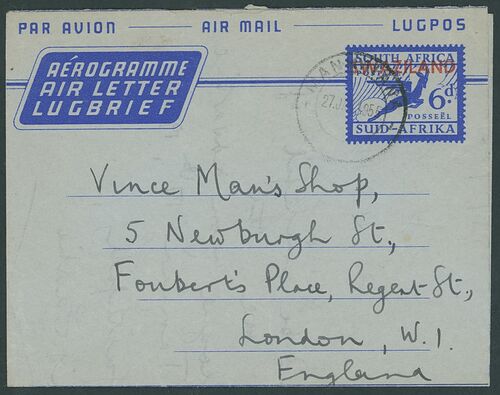 PAR AVION AIR MAIL LUGPOS
AÉROGRAMME
AIR LETTER
LUGBRIEF
SOUTH AFRICA
SWAZILAND
6d
POSSEËL
SUID-AFRIKA
Vince Man's Shop,
5 Newburgh St.,
Foubert's Place, Regent St.,
London, W.1.
England